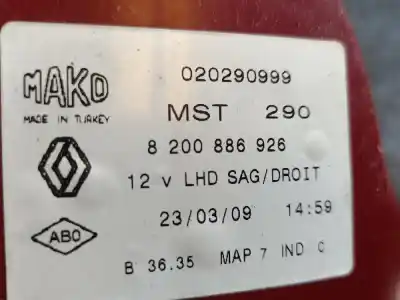 MAKO
MADE IN TURKEY
020290999
MST 290
8 200 886 926
12 v LHD SAG/DROIT
23/03/09 14:59
ABO
B 36.35 MAP 7 IND C